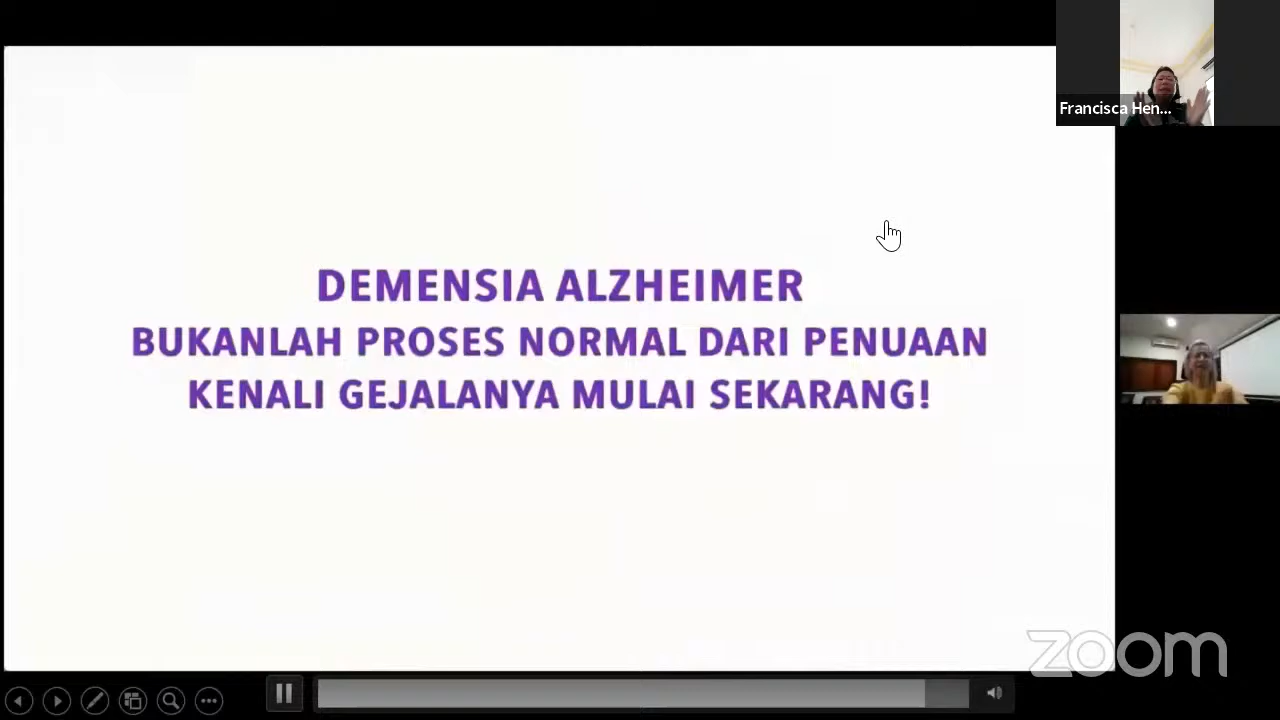 Francisca Hen...
DEMENSIA ALZHEIMER
BUKANLAH PROSES NORMAL DARI PENUAAN
KENALI GEJALANYA MULAI SEKARANG!
zoom